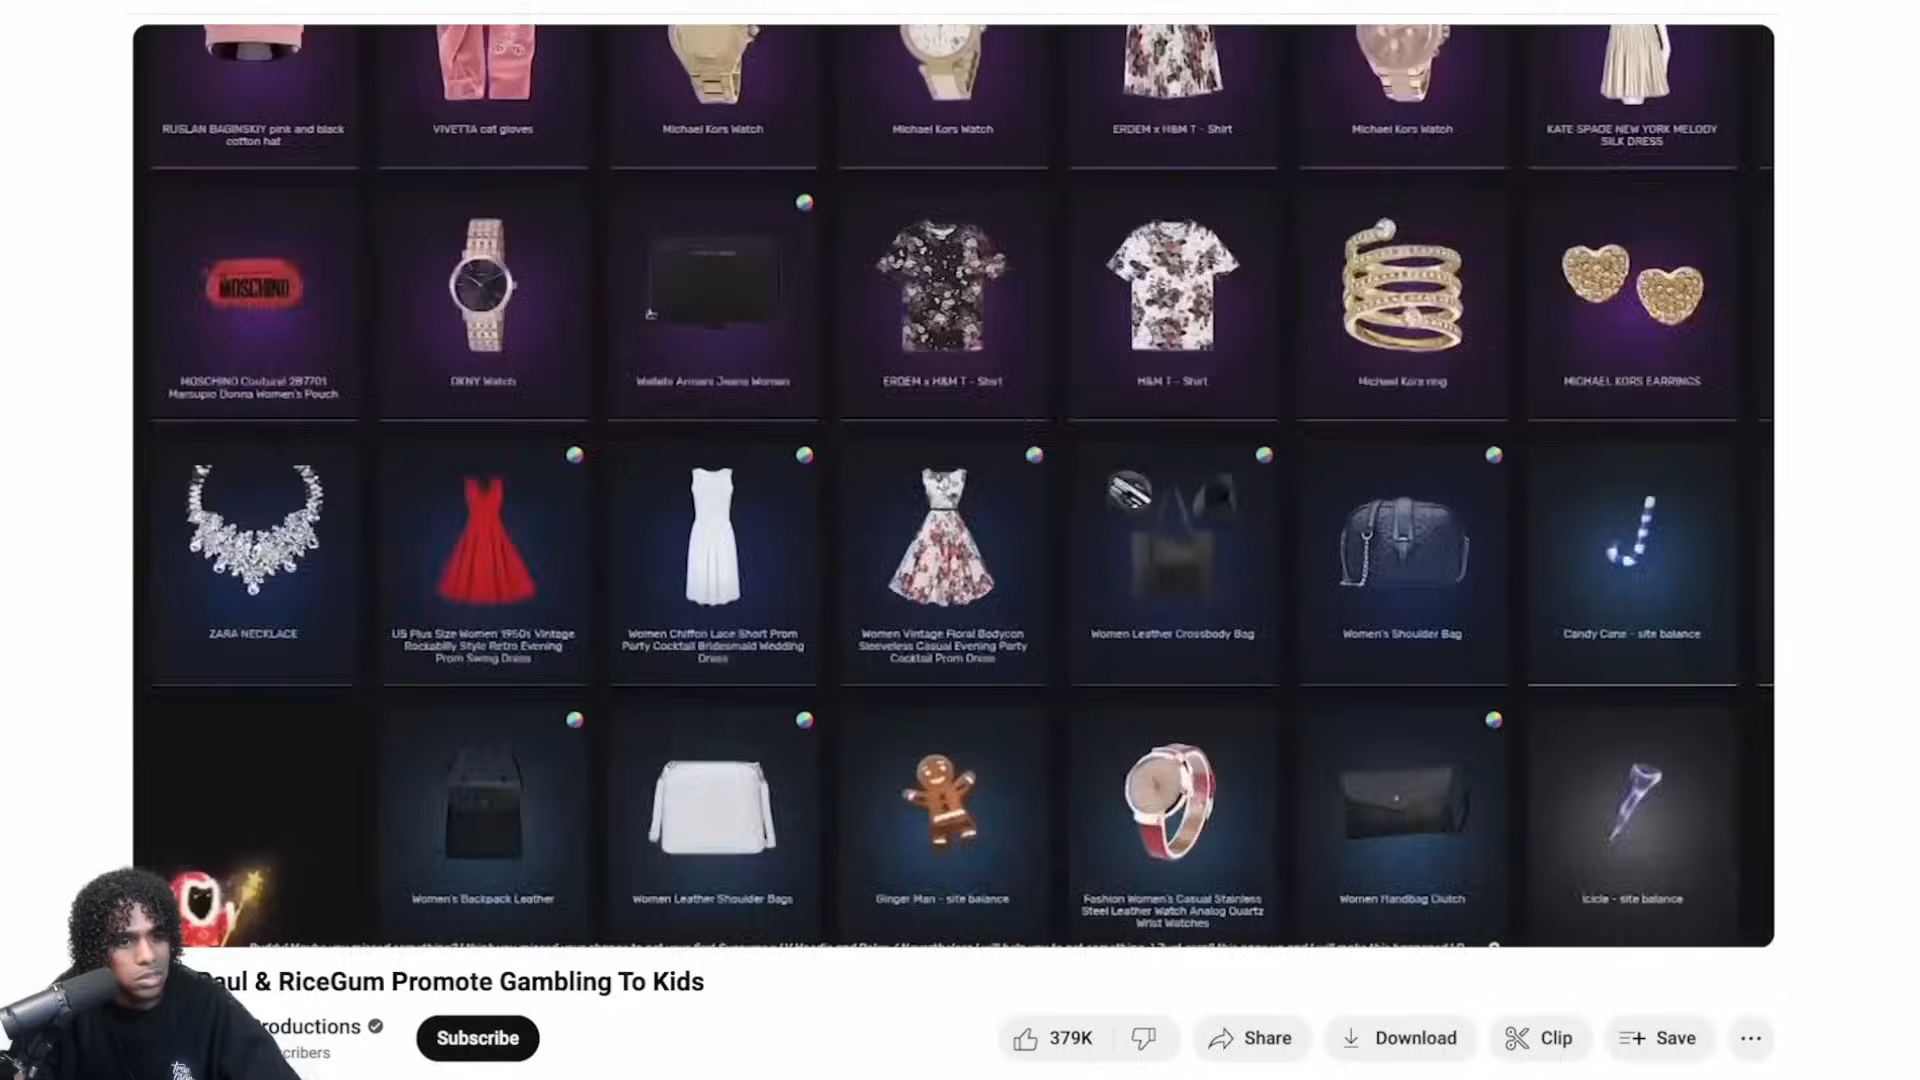 RUSLAN BAGINSKIY pink and black
cotton hat
VIVETTA cat gloves
Michael Kors Watch
Michael Kors Watch
ERDEM x H&M T - Shirt
Michael Kors Watch
KATE SPADE NEW YORK MELODY
SILK DRESS
MOSCHINO
MOSCHINO Couture! 2B7701
Marsupio Donna Women's Pouch
DKNY Watch
Wallets Armani Jeans Women
ERDEM x H&M T - Shirt
H&M T - Shirt
Michael Kors ring
MICHAEL KORS EARRINGS
ZARA NECKLACE
US Plus Size Women 1950s Vintage
Rockabilly Style Retro Evening
Prom Swing Dress
Women Chiffon Lace Short Prom
Party Cocktail Bridesmaid Wedding
Dress
Women Vintage Floral Bodycon
Sleeveless Casual Evening Party
Cocktail Prom Dress
Women Leather Crossbody Bag
Women's Shoulder Bag
Candy Cane - site balance
Women's Backpack Leather
Women Leather Shoulder Bags
Ginger Man - site balance
Fashion Women's Casual Stainless
Steel Leather Watch Analog Quartz
Wrist Watches
Women Handbag Clutch
Icicle - site balance
Paul & RiceGum Promote Gambling To Kids
roductions
cribers
Subscribe
379K
Share
Download
Clip
Save
true